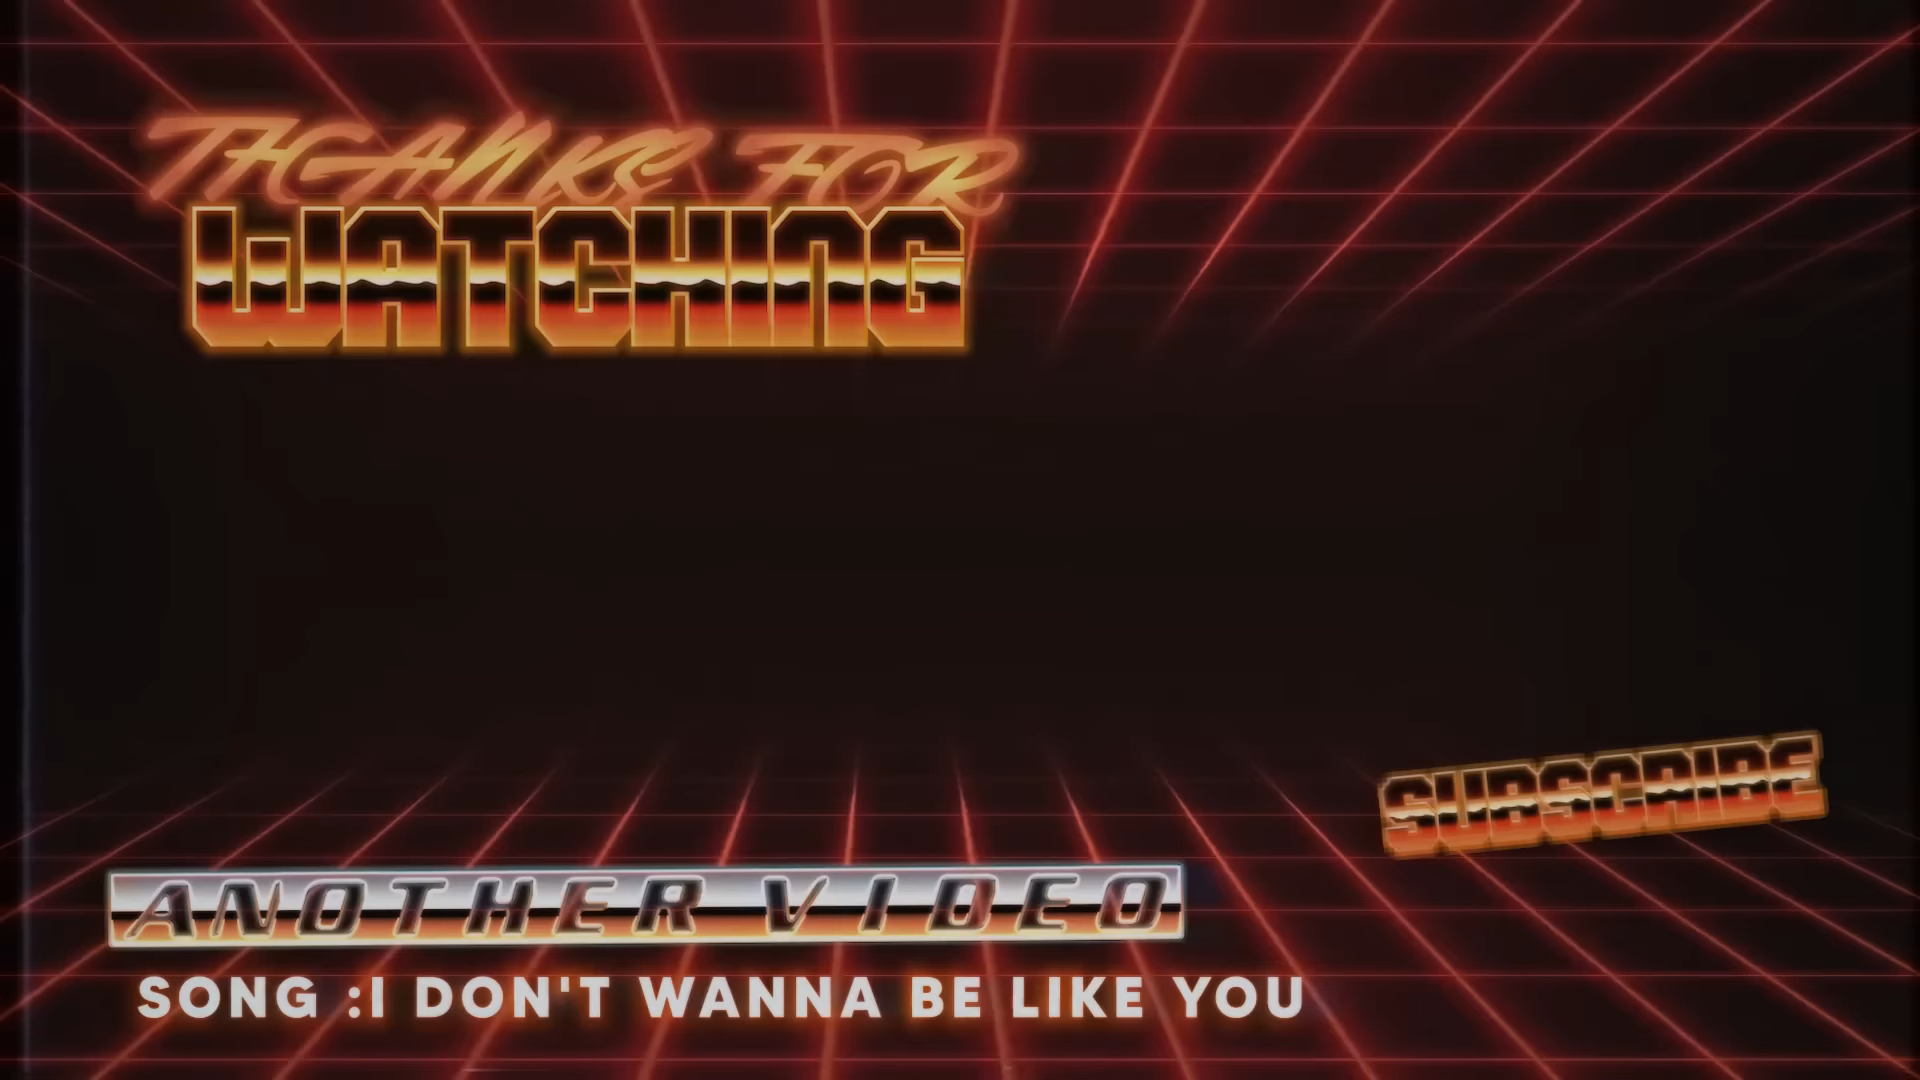 THANKS FOR
WATCHING
SUBSCRIBE
ANOTHER VIDEO
SONG :I DON'T WANNA BE LIKE YOU